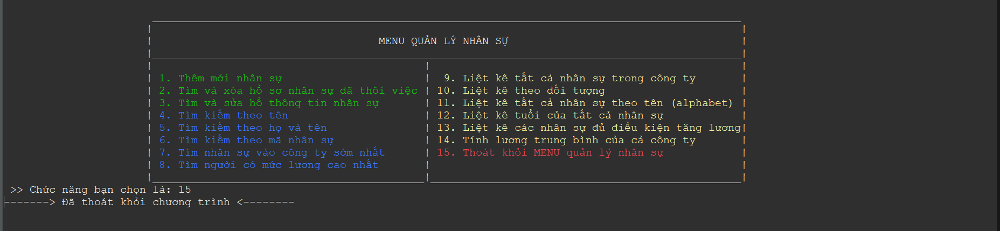 MENU QUẢN LÝ NHÂN SỰ
1. Thêm mới nhân sự
2. Tìm và xóa hồ sơ nhân sự đã thôi việc
3. Tìm và sửa hồ thông tin nhân sự
4. Tìm kiếm theo tên
5. Tìm kiếm theo họ và tên
6. Tìm kiếm theo mã nhân sự
7. Tìm nhân sự vào công ty sớm nhất
8. Tìm người có mức lương cao nhất
9. Liệt kê tất cả nhân sự trong công ty
10. Liệt kê theo đối tượng
11. Liệt kê tất cả nhân sự theo tên (alphabet)
12. Liệt kê tuổi của tất cả nhân sự
13. Liệt kê các nhân sự đủ điều kiện tăng lương
14. Tính lương trung bình của cả công ty
15. Thoát khỏi MENU quản lý nhân sự
>> Chức năng bạn chọn là: 15
-------> Đã thoát khỏi chương trình <--------